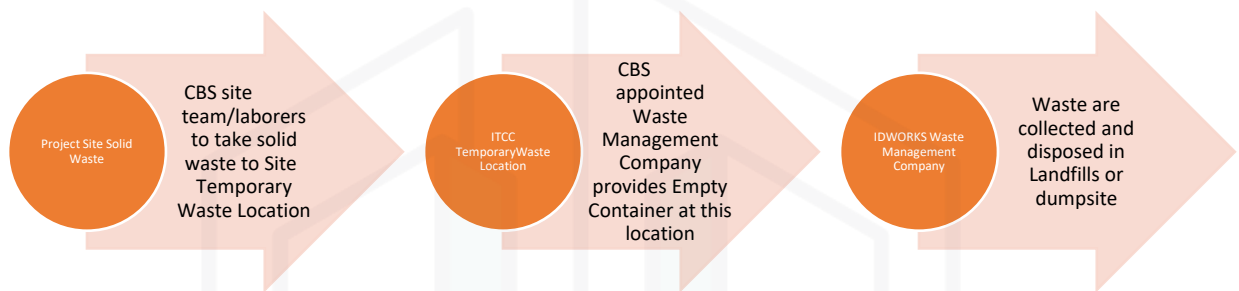 Project Site Solid
Waste
CBS site
team/laborers
to take solid
waste to Site
Temporary
Waste Location
ITCC
TemporaryWaste
Location
CBS
appointed
Waste
Management
Company
provides Empty
Container at this
location
IDWORKS Waste
Management
Company
Waste are
collected and
disposed in
Landfills or
dumpsite